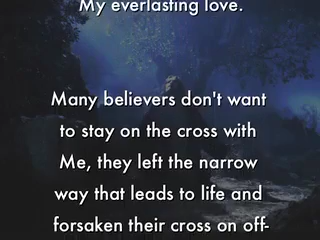 My everlasting love.
Many believers don't want
to stay on the cross with
Me, they left the narrow
way that leads to life and
forsaken their cross on off-